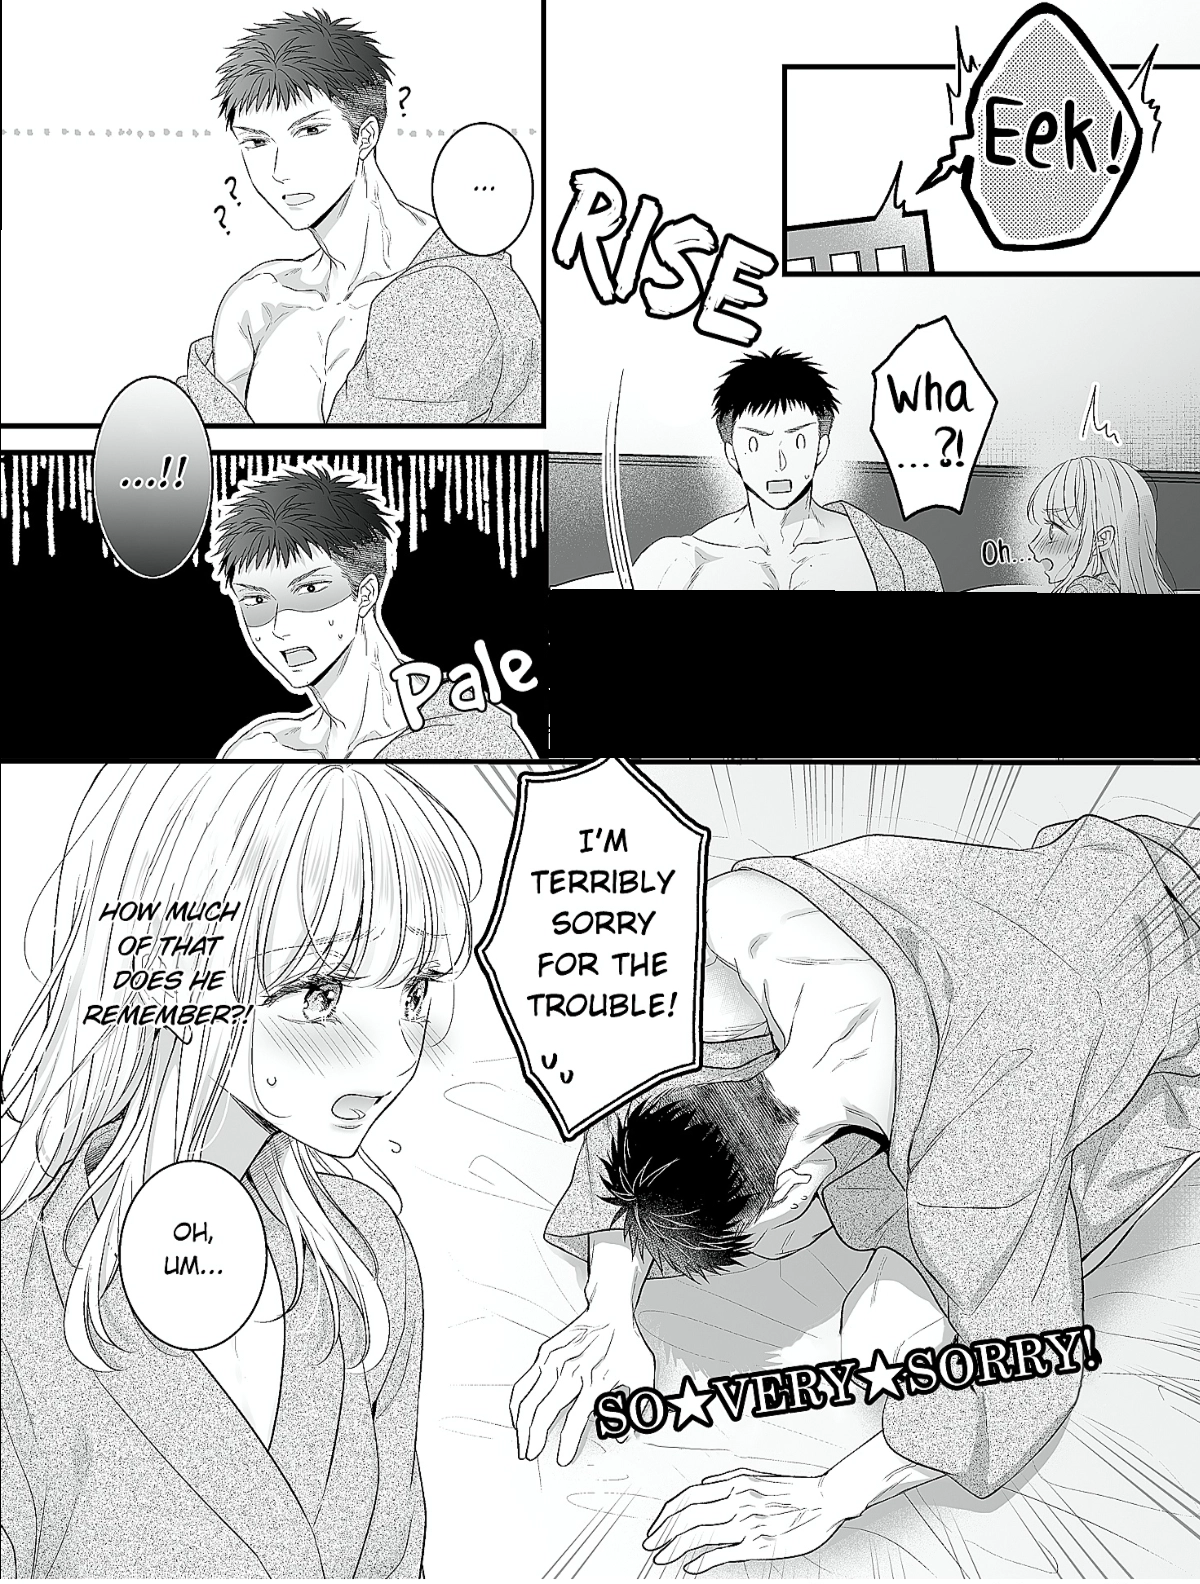 Eek!
RISE
Wha
....?!
Oh...
...
?
?
?
...!!
Pale
I'M
TERRIBLY
SORRY
FOR THE
TROUBLE!
HOW MUCH
OF THAT
DOES HE
REMEMBER?!
OH,
UM...
SO★VERY★SORRY!